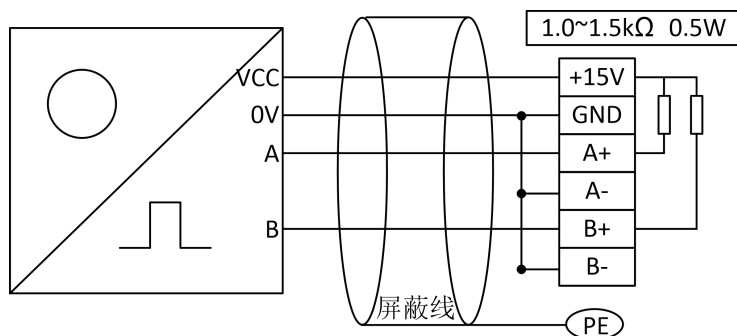 1.0~1.5kΩ 0.5W
VCC
+15V
0V
GND
A
A+
A-
B
B+
B-
屏蔽线
PE